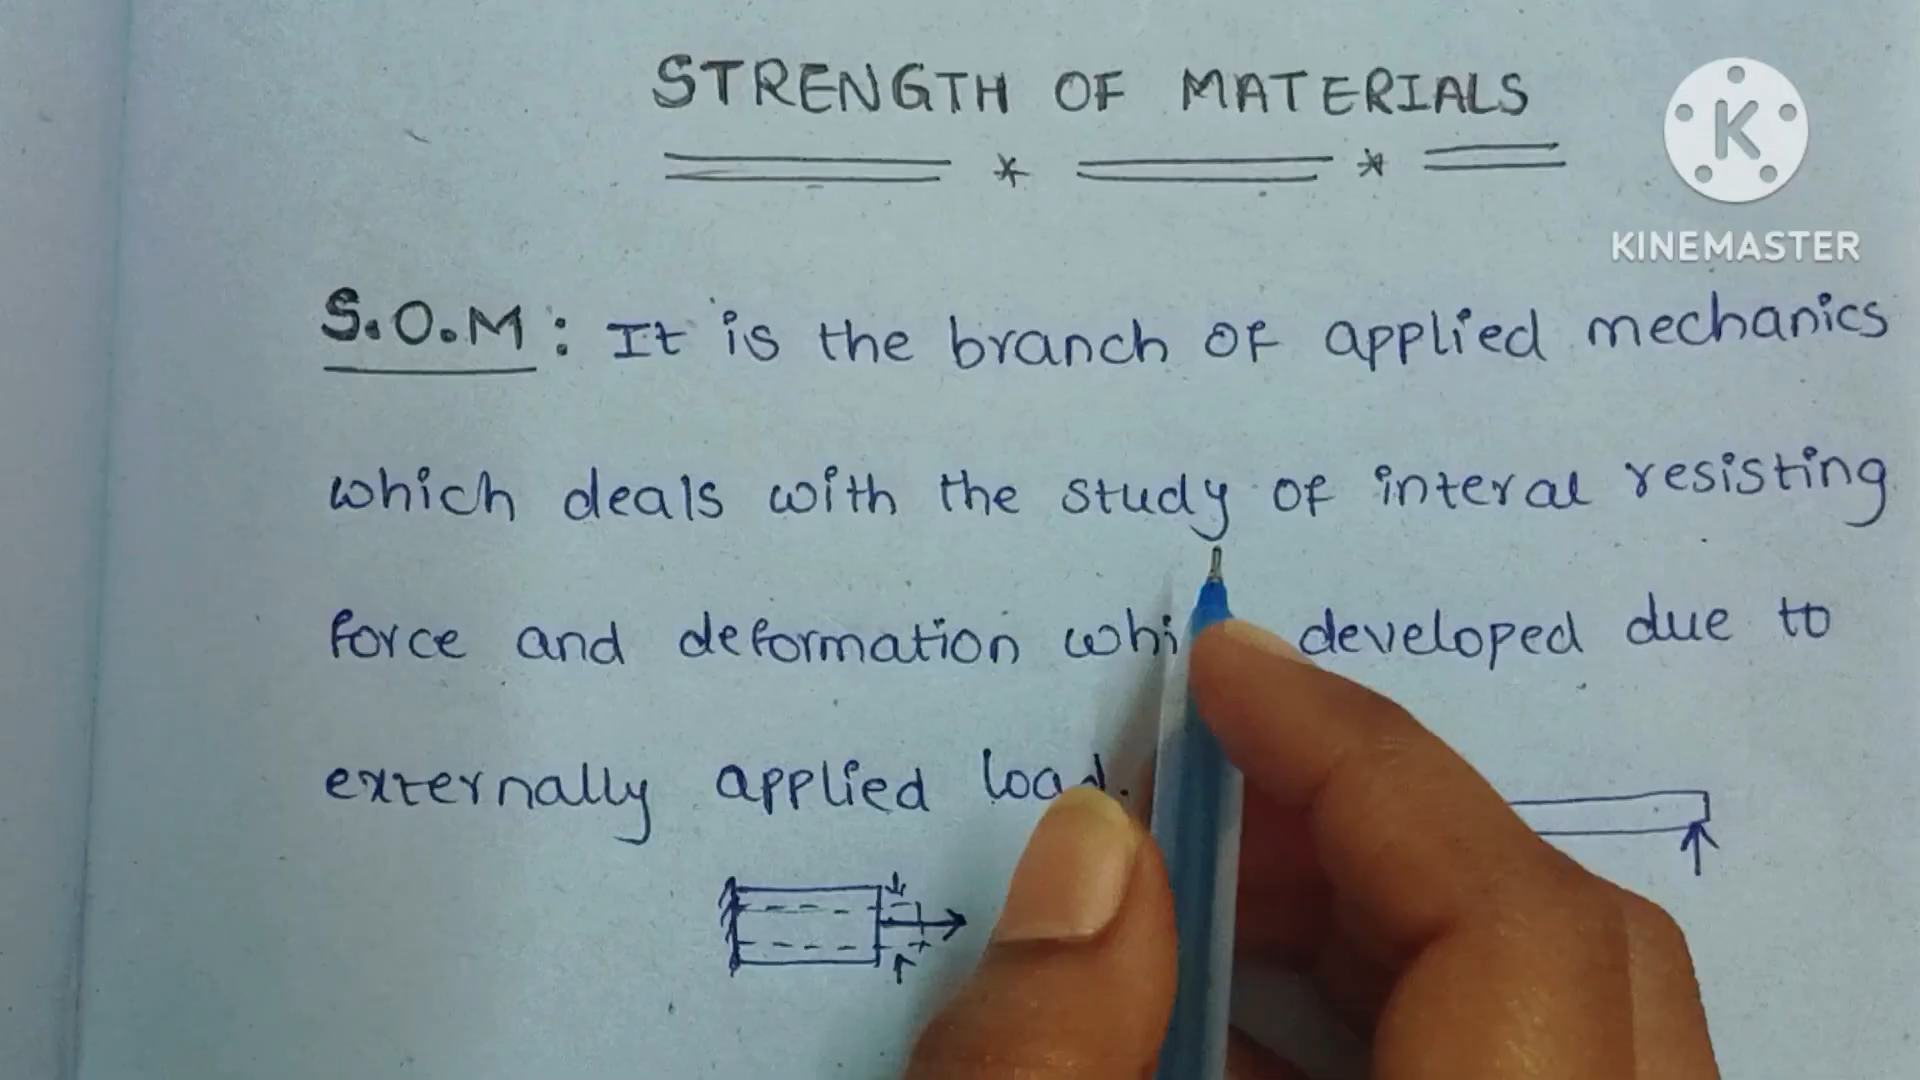 STRENGTH OF MATERIALS
K
KINEMASTER
S.O.M : It is the branch of applied mechanics
which deals with the study of interal resisting
force and deformation developed due to
externally applied load.